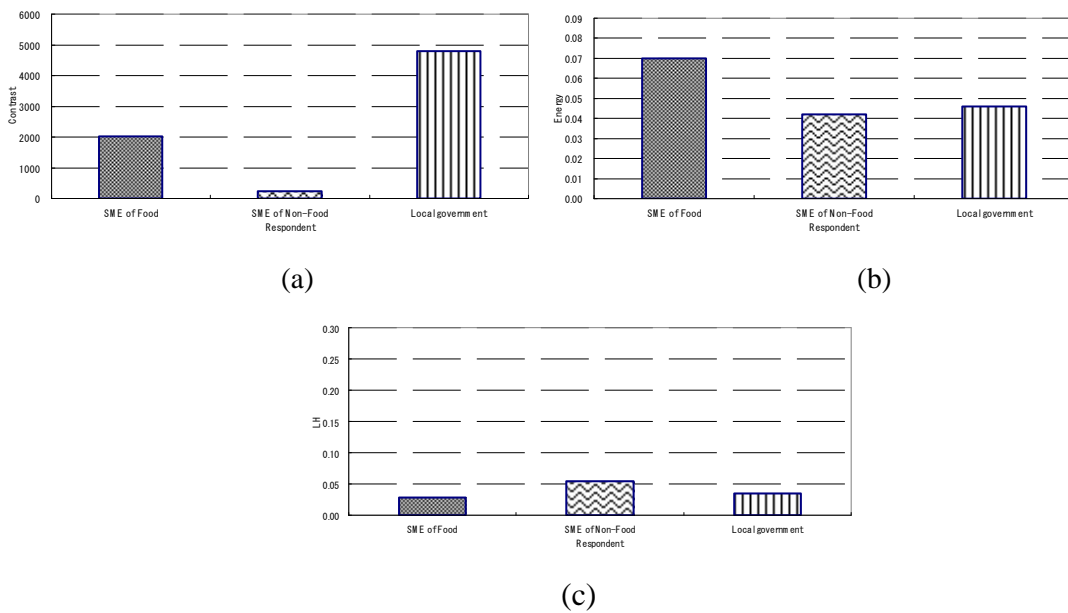 6000
5000
4000
3000
2000
1000
0
Contrast
SME of Food
SME of Non-Food
Local government
Respondent
(a)
0.09
0.08
0.07
0.06
0.05
0.04
0.03
0.02
0.01
0.00
Energy
SME of Food
SME of Non-Food
Local government
Respondent
(b)
0.30
0.25
0.20
0.15
0.10
0.05
0.00
LH
SME of Food
SME of Non-Food
Local government
Respondent
(c)